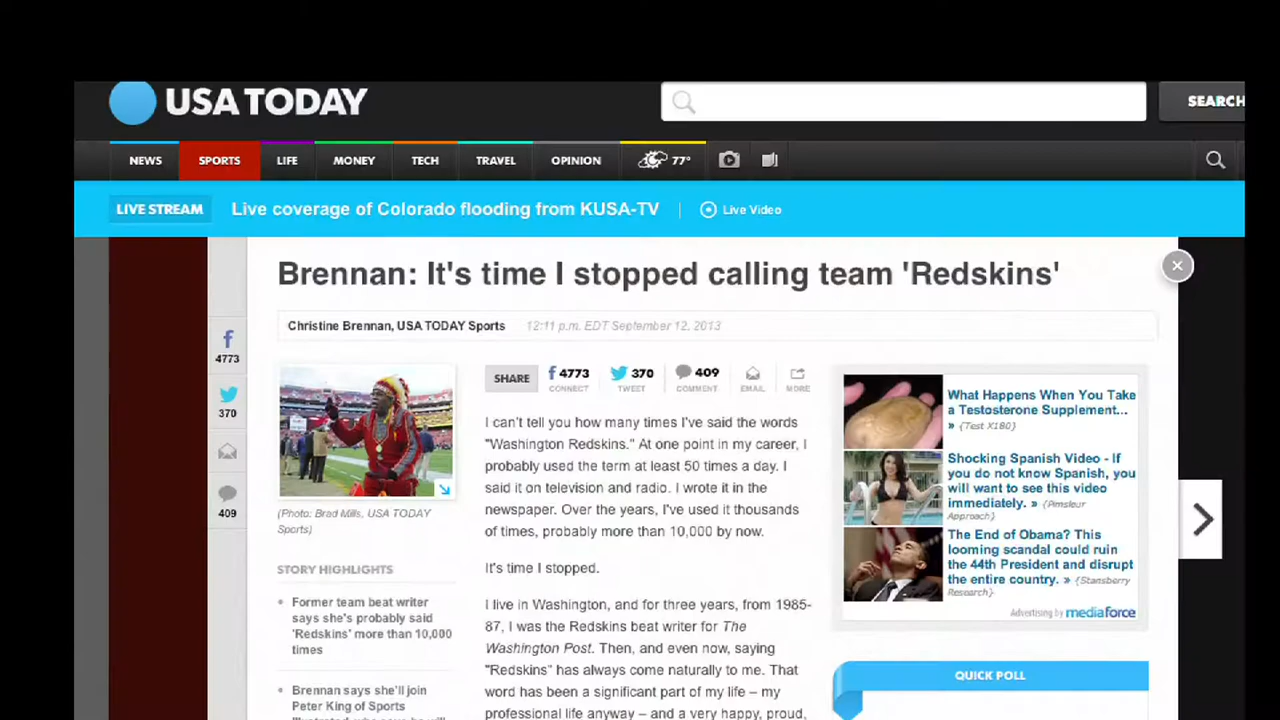 USA TODAY
SEARCH
NEWS
SPORTS
LIFE
MONEY
TECH
TRAVEL
OPINION
77°
LIVE STREAM
Live coverage of Colorado flooding from KUSA-TV
Live Video
Brennan: It's time I stopped calling team 'Redskins'
Christine Brennan, USA TODAY Sports
12:11 p.m. EDT September 12, 2013
4773
370
409
(Photo: Brad Mills, USA TODAY
Sports)
STORY HIGHLIGHTS
Former team beat writer
says she's probably said
'Redskins' more than 10,000
times
Brennan says she'll join
Peter King of Sports
SHARE
4773
CONNECT
370
TWEET
409
COMMENT
EMAIL
MORE
I can't tell you how many times I've said the words
"Washington Redskins." At one point in my career, I
probably used the term at least 50 times a day. I
said it on television and radio. I wrote it in the
newspaper. Over the years, I've used it thousands
of times, probably more than 10,000 by now.
It's time I stopped.
I live in Washington, and for three years, from 1985-
87, I was the Redskins beat writer for The
Washington Post. Then, and even now, saying
"Redskins" has always come naturally to me. That
word has been a significant part of my life – my
professional life anyway – and a very happy, proud,
What Happens When You Take
a Testosterone Supplement...
» {Test X180}
Shocking Spanish Video - If
you do not know Spanish, you
will want to see this video
immediately. » {Pimsleur
Approach}
The End of Obama? This
looming scandal could ruin
the 44th President and disrupt
the entire country. » {Stansberry
Research}
Advertising by mediaforce
QUICK POLL